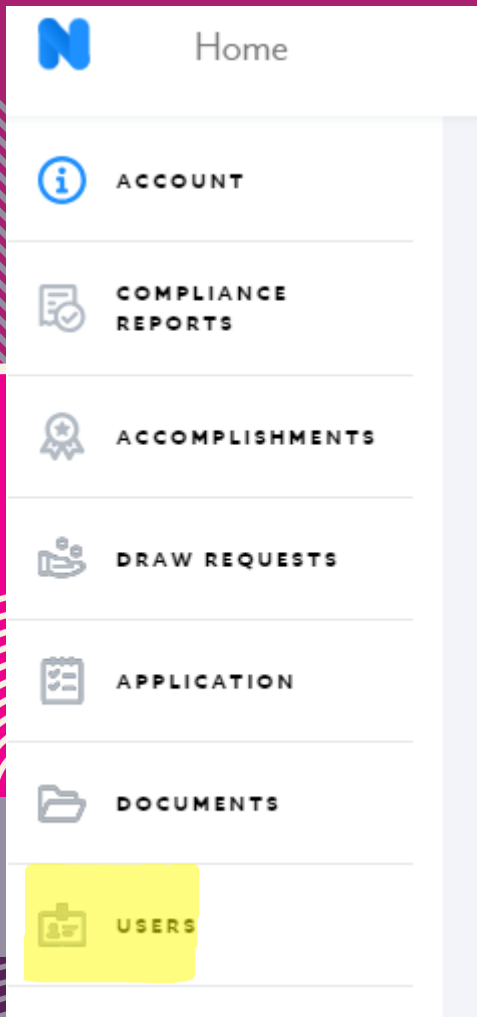 Home
ACCOUNT
COMPLIANCE
REPORTS
ACCOMPLISHMENTS
DRAW REQUESTS
APPLICATION
DOCUMENTS
USERS